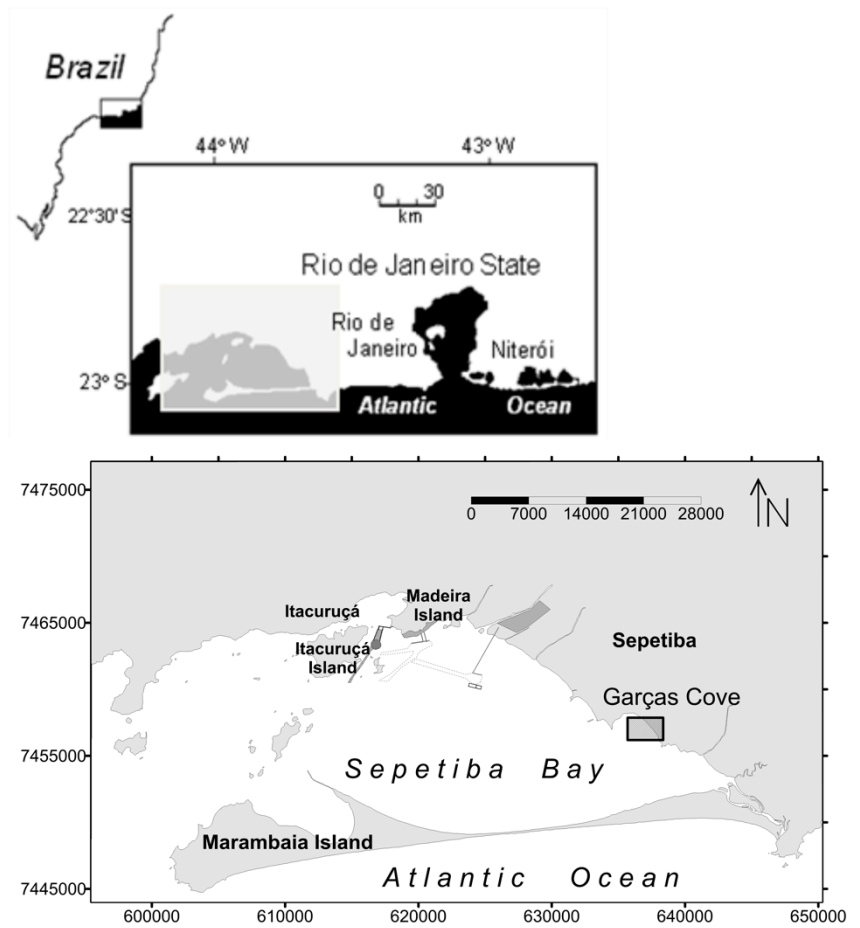 Brazil
44° W 43° W
0 30
km
22°30' S
Rio de Janeiro State
Rio de
Janeiro
Niterói
23° S
Atlantic Ocean
7475000
0 7000 14000 21000 28000
N
Madeira
Island
Itacuruçá
7465000
Itacuruçá
Island
Sepetiba
Garças Cove
7455000
Sepetiba Bay
Marambaia Island
Atlantic Ocean
7445000
600000 610000 620000 630000 640000 650000